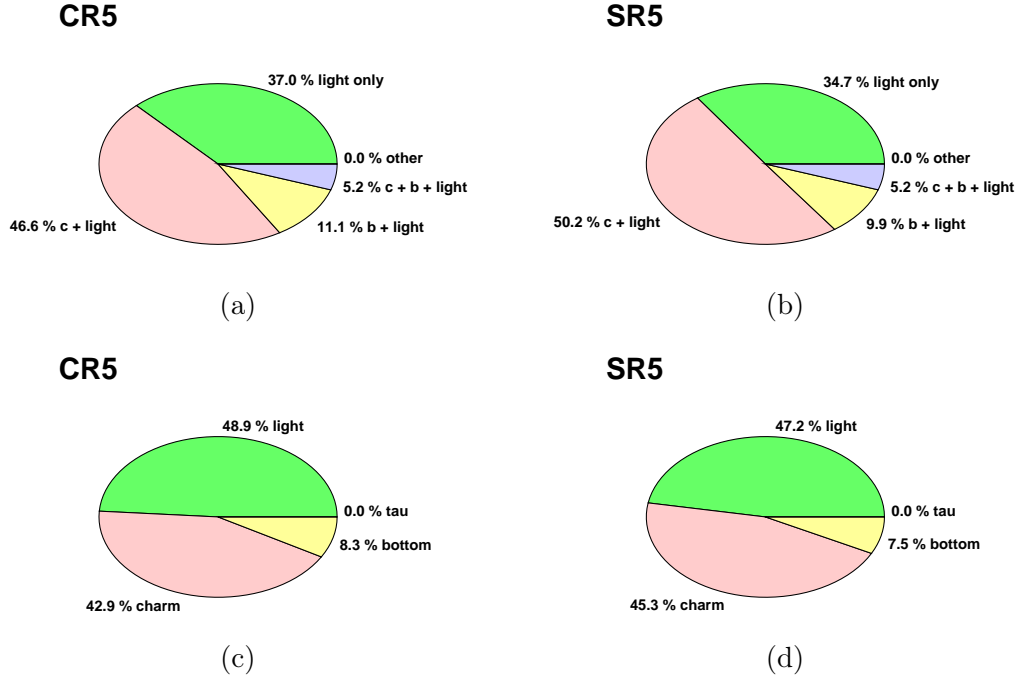 CR5
37.0 % light only
0.0 % other
5.2 % c + b + light
46.6 % c + light
11.1 % b + light
(a)
SR5
34.7 % light only
0.0 % other
5.2 % c + b + light
50.2 % c + light
9.9 % b + light
(b)
CR5
48.9 % light
0.0 % tau
8.3 % bottom
42.9 % charm
(c)
SR5
47.2 % light
0.0 % tau
7.5 % bottom
45.3 % charm
(d)